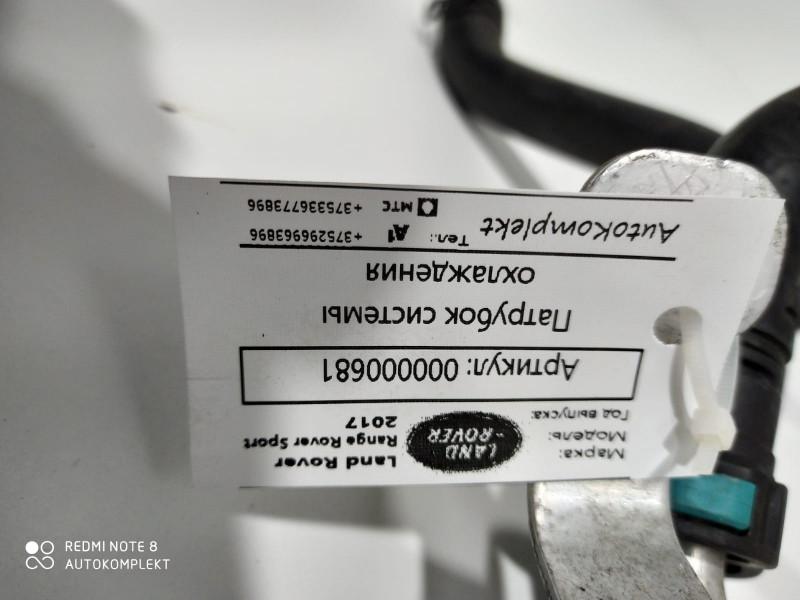 Марка: Land Rover
Модель: Range Rover Sport
Год выпуска: 2017
LAND
-ROVER-
Артикул: 000000681
Патрубок системы
охлаждения
AutoKomplekt Тел.: A1 +375296963896
МТС +375336773896
REDMI NOTE 8
AUTOKOMPLEKT